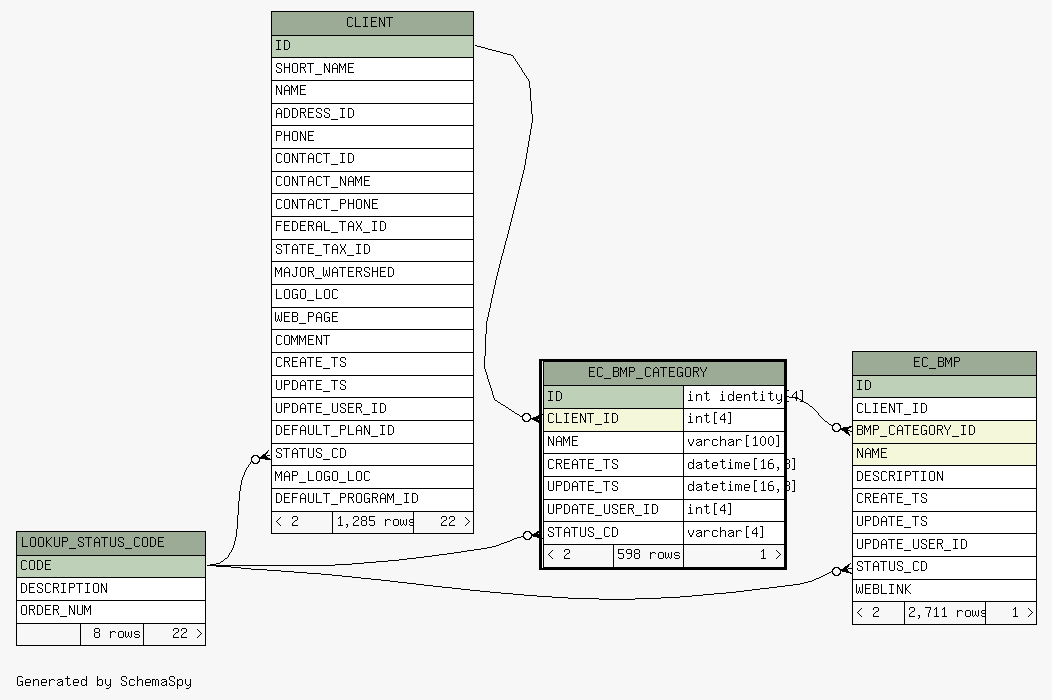 CLIENT
ID
SHORT_NAME
NAME
ADDRESS_ID
PHONE
CONTACT_ID
CONTACT_NAME
CONTACT_PHONE
FEDERAL_TAX_ID
STATE_TAX_ID
MAJOR_WATERSHED
LOGO_LOC
WEB_PAGE
COMMENT
CREATE_TS
UPDATE_TS
UPDATE_USER_ID
DEFAULT_PLAN_ID
STATUS_CD
MAP_LOGO_LOC
DEFAULT_PROGRAM_ID
< 2 1,285 rows 22 >
EC_BMP_CATEGORY
ID int identity[4]
CLIENT_ID int[4]
NAME varchar[100]
CREATE_TS datetime[16,3]
UPDATE_TS datetime[16,3]
UPDATE_USER_ID int[4]
STATUS_CD varchar[4]
< 2 598 rows 1 >
EC_BMP
ID
CLIENT_ID
BMP_CATEGORY_ID
NAME
DESCRIPTION
CREATE_TS
UPDATE_TS
UPDATE_USER_ID
STATUS_CD
WEBLINK
< 2 2,711 rows 1 >
LOOKUP_STATUS_CODE
CODE
DESCRIPTION
ORDER_NUM
8 rows 22 >
Generated by SchemaSpy